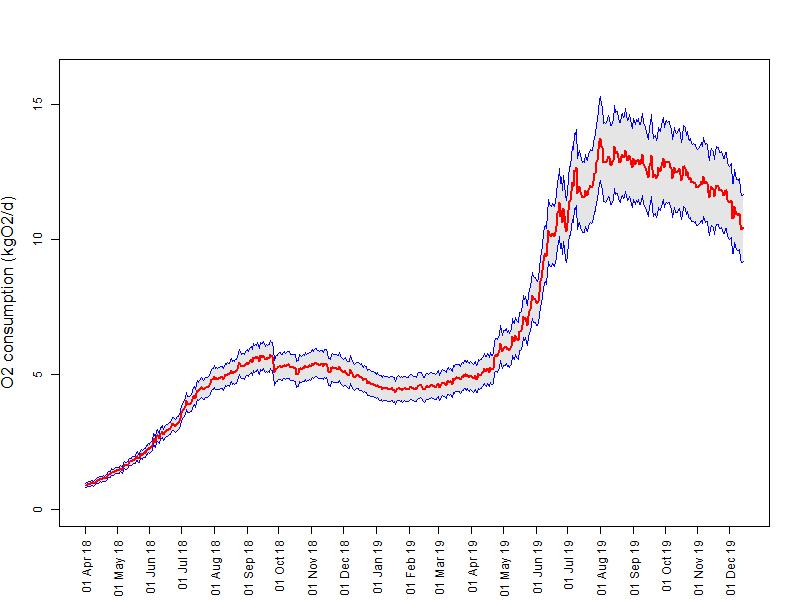 O2 consumption (kgO2/d)
15
10
5
0
01 Apr 18
01 May 18
01 Jun 18
01 Jul 18
01 Aug 18
01 Sep 18
01 Oct 18
01 Nov 18
01 Dec 18
01 Jan 19
01 Feb 19
01 Mar 19
01 Apr 19
01 May 19
01 Jun 19
01 Jul 19
01 Aug 19
01 Sep 19
01 Oct 19
01 Nov 19
01 Dec 19